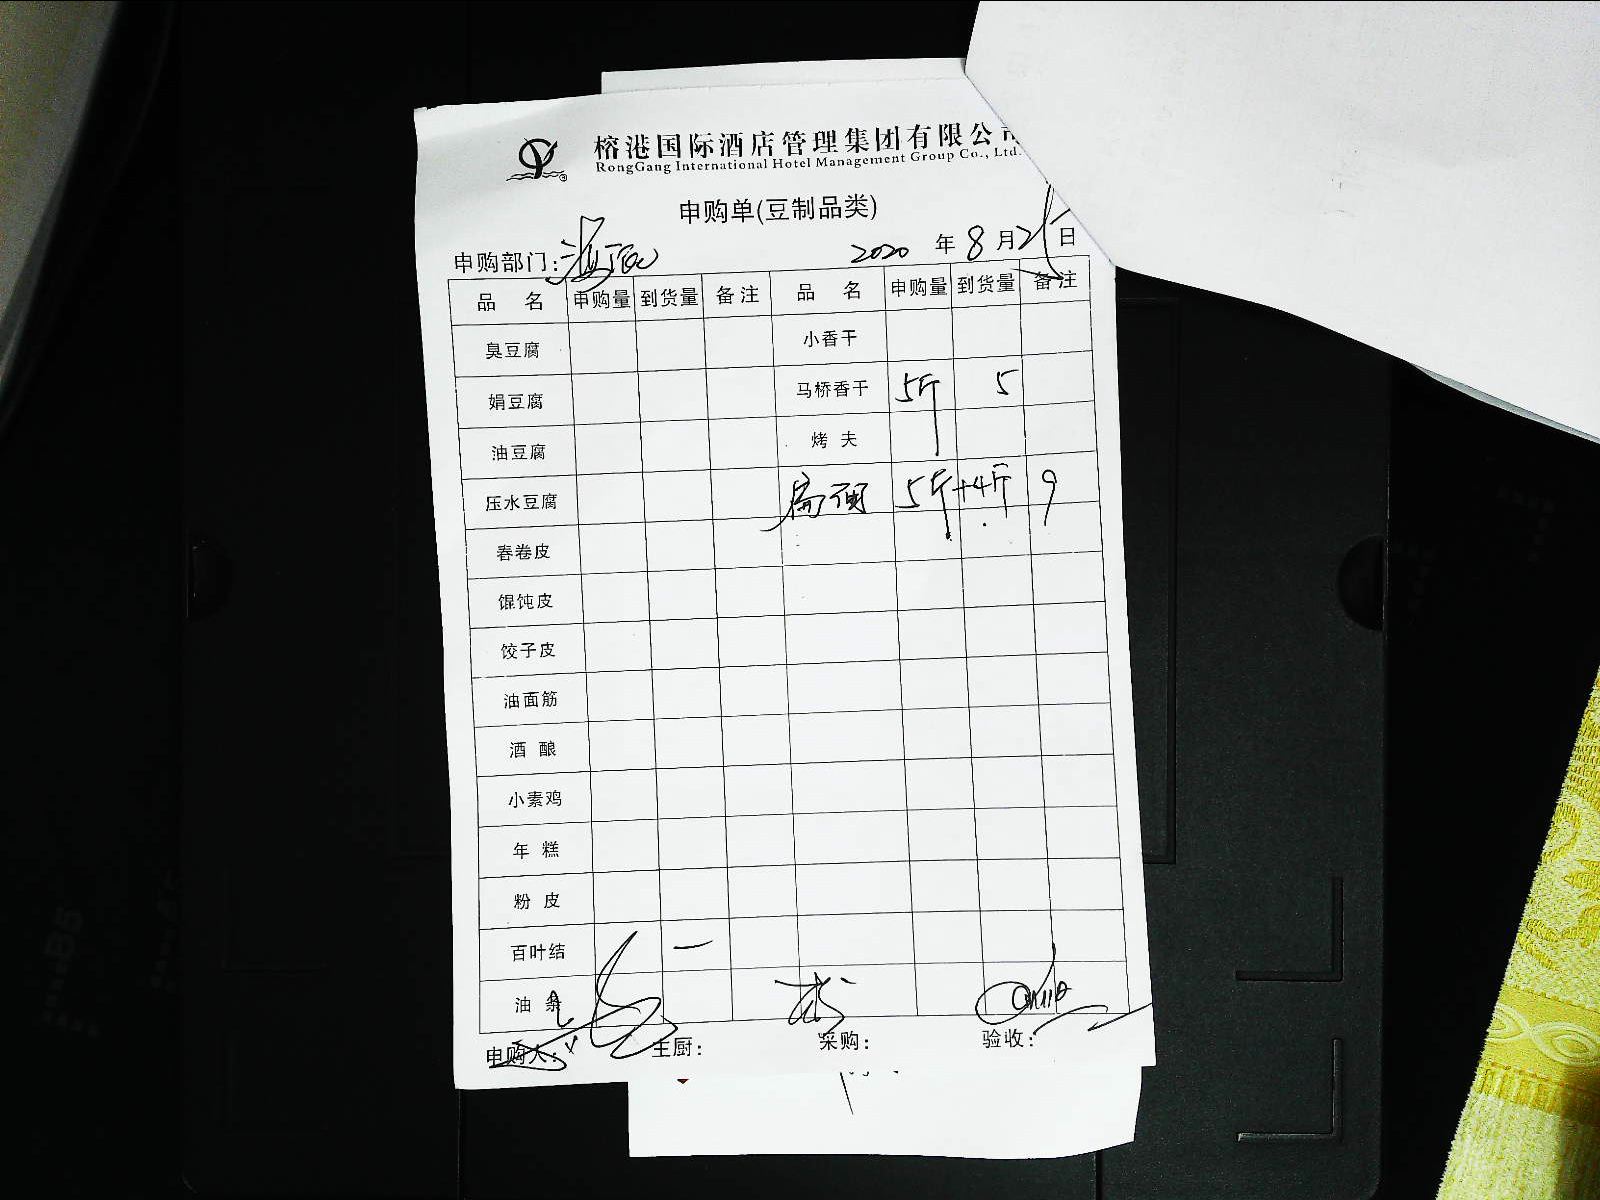 榕港国际酒店管理集团有限公
RongGang International Hotel Management Group Co., Ltd.
申购单(豆制品类)
申购部门: 2020 年 8 月 日
品 名 申购量 到货量 备注 品 名 申购量 到货量 备注
臭豆腐 小香干
娟豆腐 马桥香干 5斤 5
油豆腐 烤夫
压水豆腐 5斤 +4斤 9
春卷皮
馄饨皮
饺子皮
油面筋
酒 酿
小素鸡
年 糕
粉 皮
百叶结
油 条
申购人: 主厨: 采购: 验收: